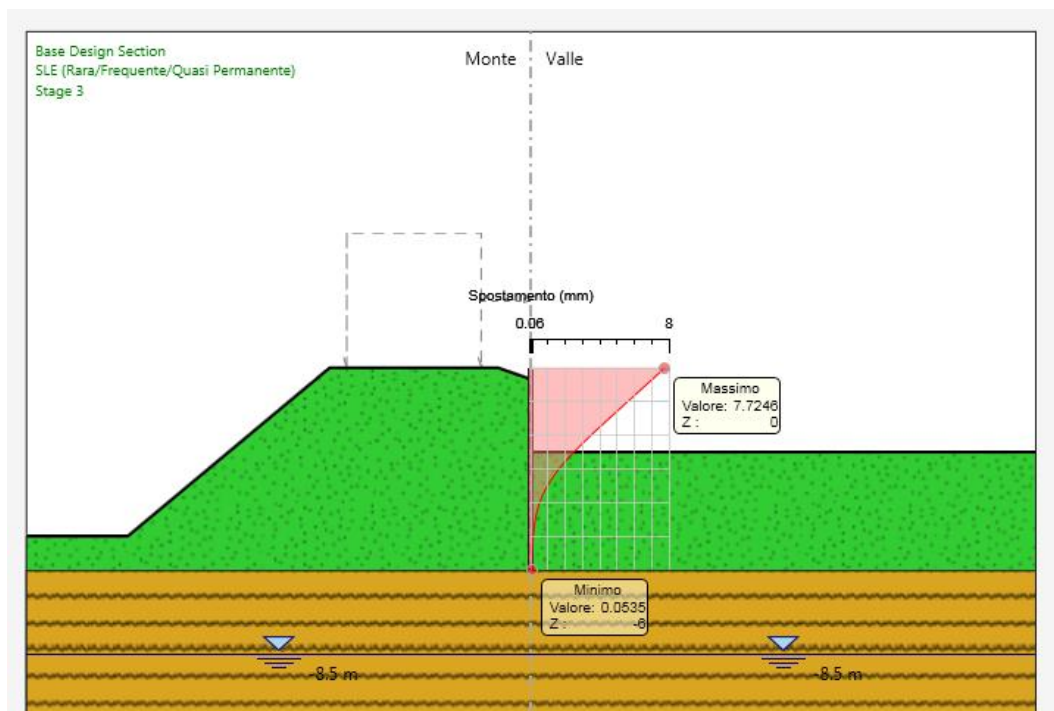 Base Design Section
SLE (Rara/Frequente/Quasi Permanente)
Stage 3
Monte
Valle
Spostamento (mm)
0.06
8
Massimo
Valore: 7.7246
Z : 0
Minimo
Valore: 0.0535
Z : -6
-8.5 m
-8.5 m